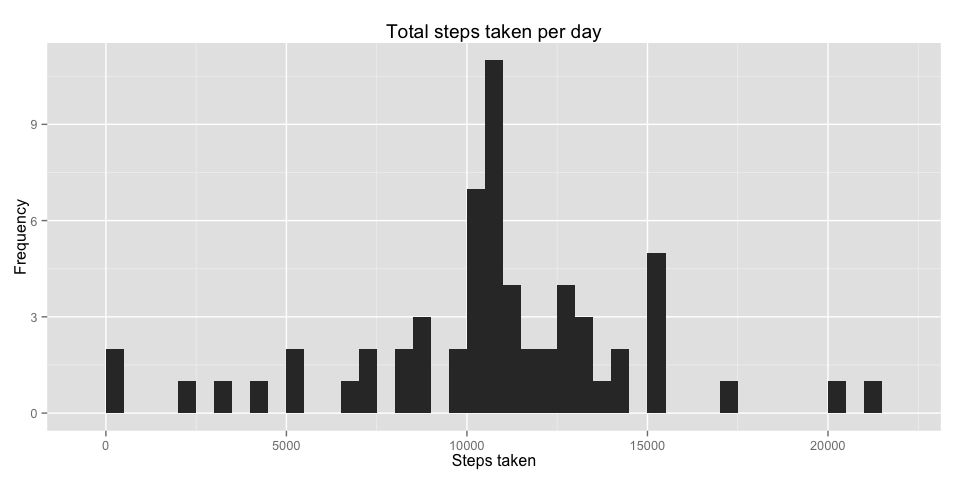 Total steps taken per day
Frequency
9
6
3
0
0 5000 10000 15000 20000
Steps taken